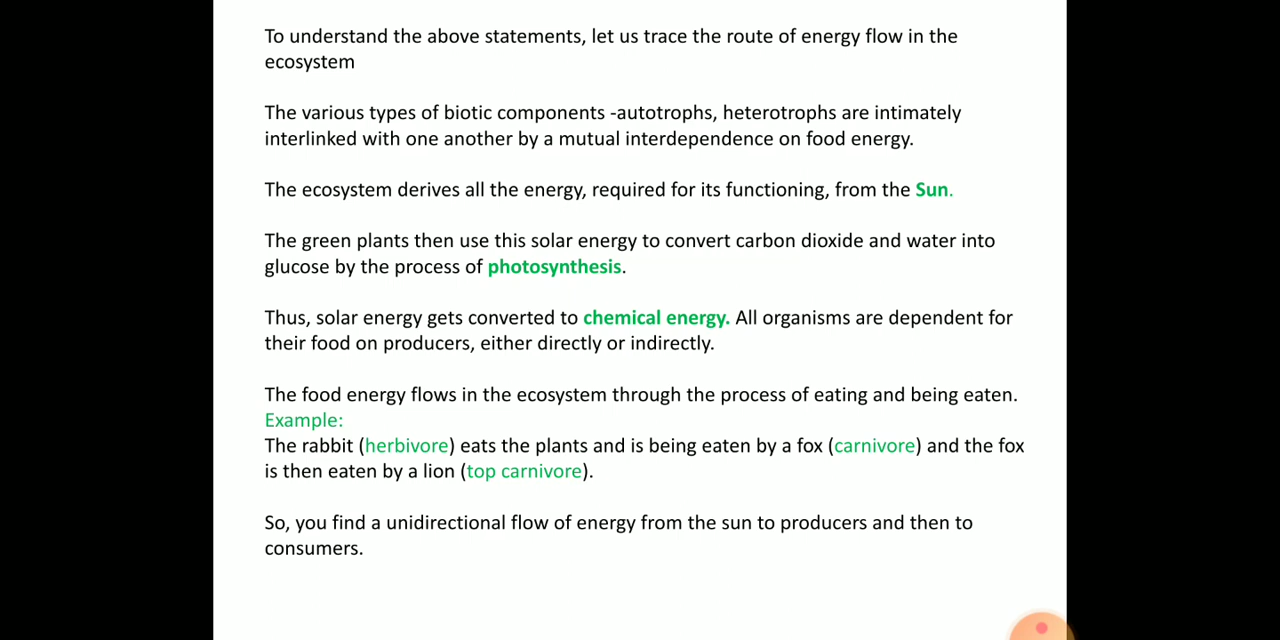 To understand the above statements, let us trace the route of energy flow in the
ecosystem
The various types of biotic components -autotrophs, heterotrophs are intimately
interlinked with one another by a mutual interdependence on food energy.
The ecosystem derives all the energy, required for its functioning, from the Sun.
The green plants then use this solar energy to convert carbon dioxide and water into
glucose by the process of photosynthesis.
Thus, solar energy gets converted to chemical energy. All organisms are dependent for
their food on producers, either directly or indirectly.
The food energy flows in the ecosystem through the process of eating and being eaten.
Example:
The rabbit (herbivore) eats the plants and is being eaten by a fox (carnivore) and the fox
is then eaten by a lion (top carnivore).
So, you find a unidirectional flow of energy from the sun to producers and then to
consumers.